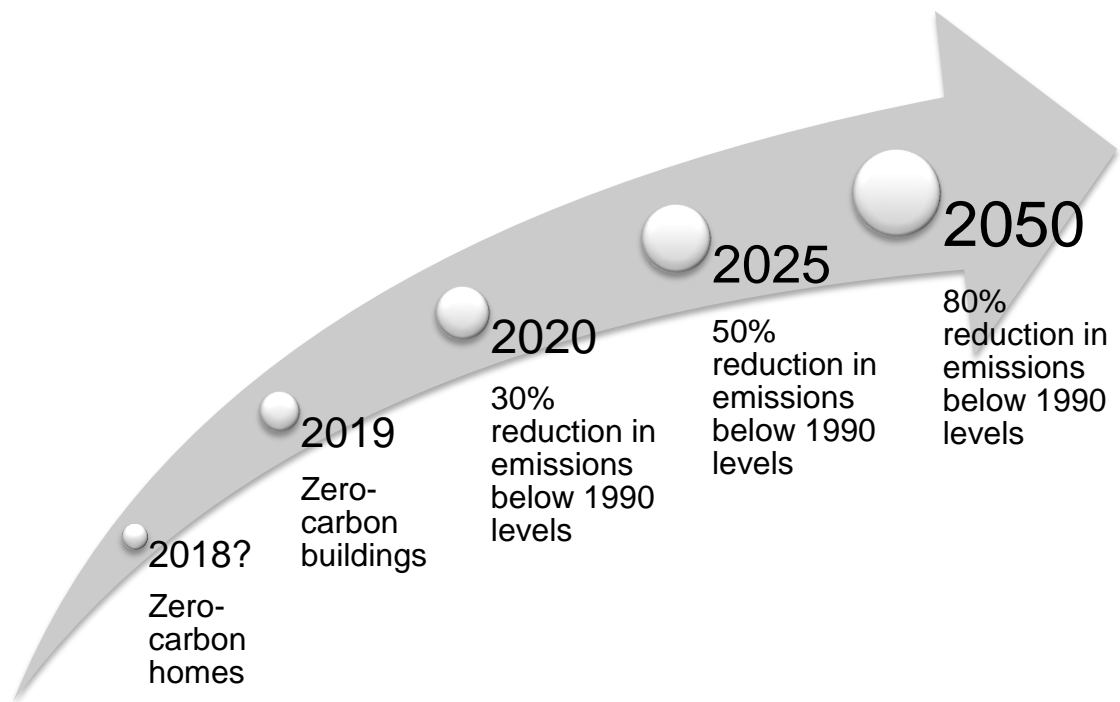 2018?
Zero-
carbon
homes
2019
Zero-
carbon
buildings
2020
30%
reduction in
emissions
below 1990
levels
2025
50%
reduction in
emissions
below 1990
levels
2050
80%
reduction in
emissions
below 1990
levels